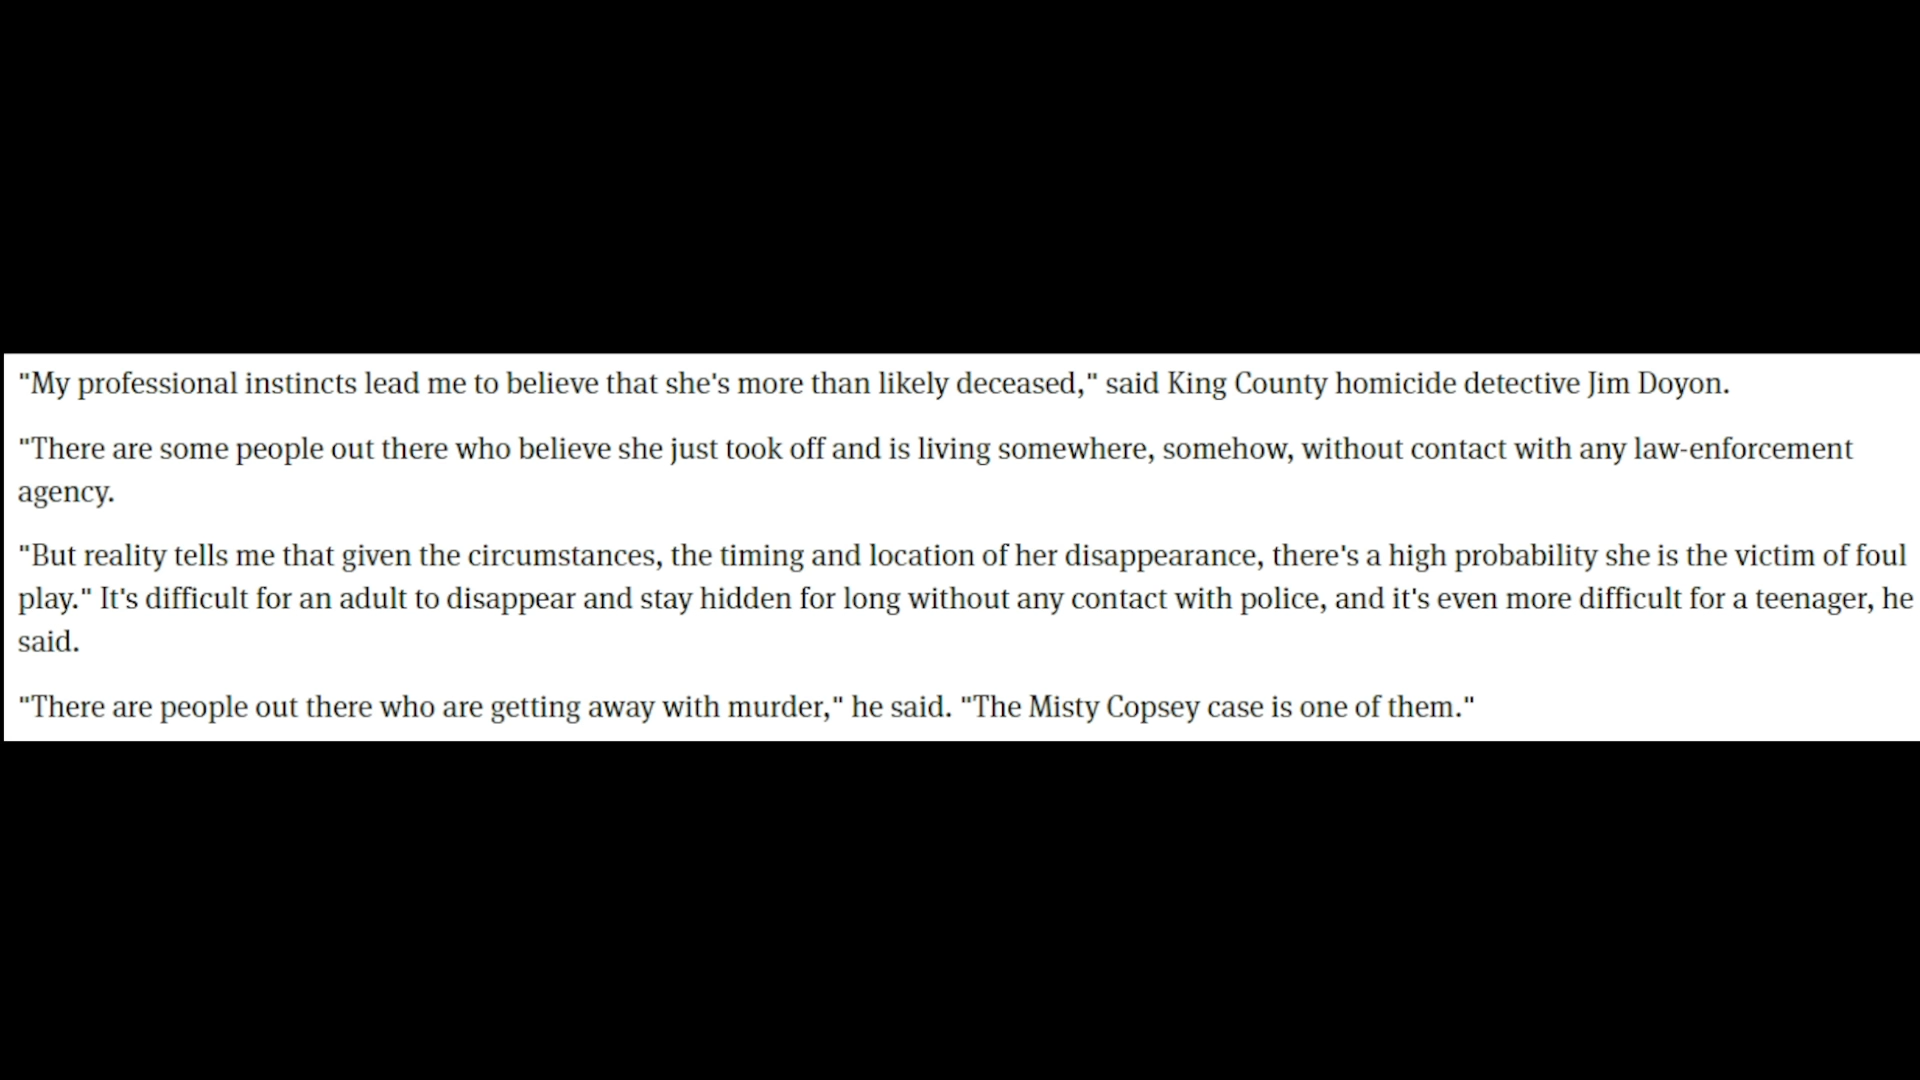 "My professional instincts lead me to believe that she's more than likely deceased," said King County homicide detective Jim Doyon.
"There are some people out there who believe she just took off and is living somewhere, somehow, without contact with any law-enforcement
agency.
"But reality tells me that given the circumstances, the timing and location of her disappearance, there's a high probability she is the victim of foul
play." It's difficult for an adult to disappear and stay hidden for long without any contact with police, and it's even more difficult for a teenager, he
said.
"There are people out there who are getting away with murder," he said. "The Misty Copsey case is one of them."